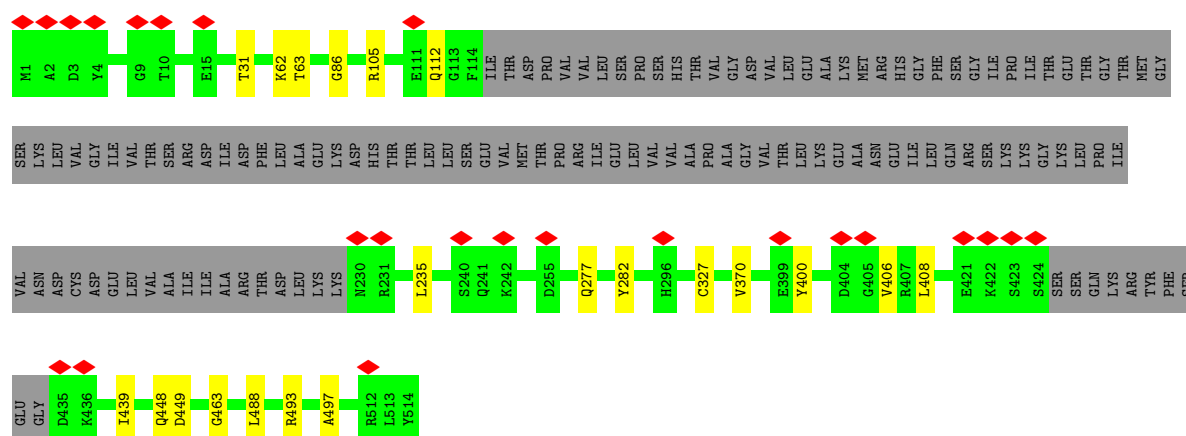 M1 A2 D3 Y4 G9 T10 E15 T31 K62 T63 G86 R105 E111 Q112 G113 F114 ILE THR ASP PRO VAL VAL LEU SER PRO SER HIS THR VAL GLY ASP VAL LEU GLU ALA LYS MET ARG HIS GLY PHE SER GLY ILE PRO ILE THR GLU THR GLY THR MET GLY
SER LYS LEU VAL GLY ILE VAL THR SER ARG ASP ILE ASP PHE LEU ALA GLU LYS ASP HIS THR THR LEU LEU SER GLU VAL MET THR PRO ARG ILE GLU LEU VAL VAL ALA PRO ALA GLY VAL THR LEU LYS GLU ALA ASN GLU ILE LEU GLN ARG SER LYS LYS GLY LYS LEU PRO ILE
VAL ASN ASP CYS ASP GLU LEU VAL ALA ILE ILE ALA ARG THR ASP LEU LYS LYS N230 R231 L235 S240 Q241 K242 D255 Q277 Y282 H296 C327 V370 E399 Y400 D404 G405 V406 R407 L408 E421 K422 S423 S424 SER SER GLN LYS ARG TYR PHE SER
GLU GLY D435 K436 I439 Q448 D449 G463 L488 R493 A497 R512 L513 Y514